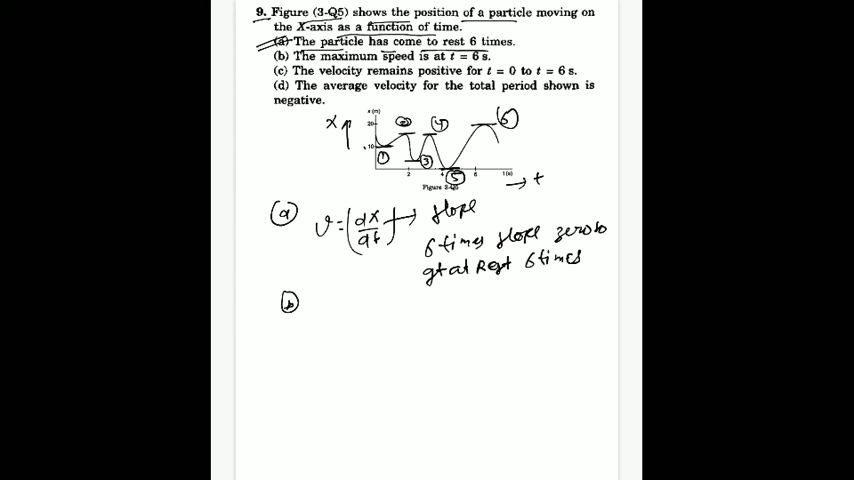 9. Figure (3-Q5) shows the position of a particle moving on
the X-axis as a function of time.
(a) The particle has come to rest 6 times.
(b) The maximum speed is at t = 6 s.
(c) The velocity remains positive for t = 0 to t = 6 s.
(d) The average velocity for the total period shown is
negative.
x (m)
X
20
10
① ② ③ ④ ⑤ ⑥
2 4 6 t (s)
→ t
Figure 3-Q5
(a) v = (dx/dt) → slope
6 times slope zero so
at Rest 6 times
(b)